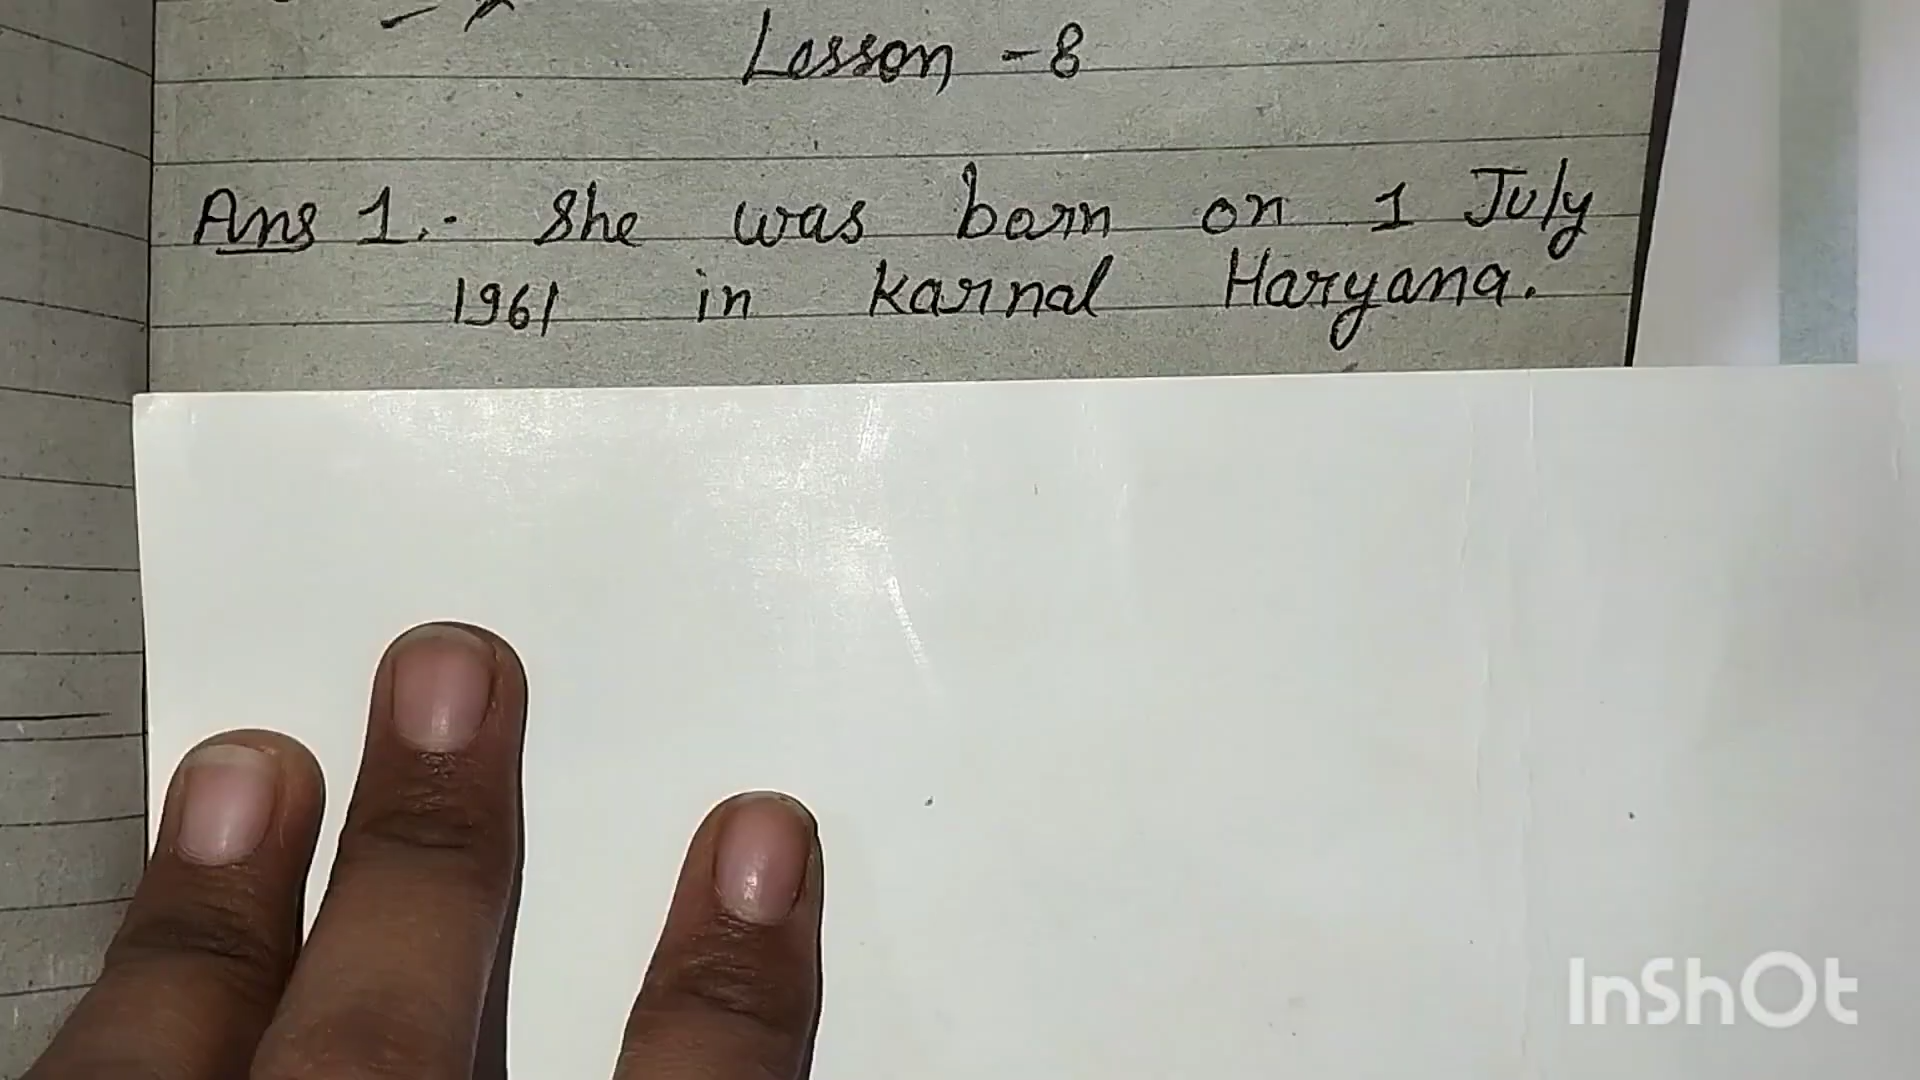 Lesson - 8
Ans 1.- She was born on 1 July
1961 in Karnal Haryana.
InShOt